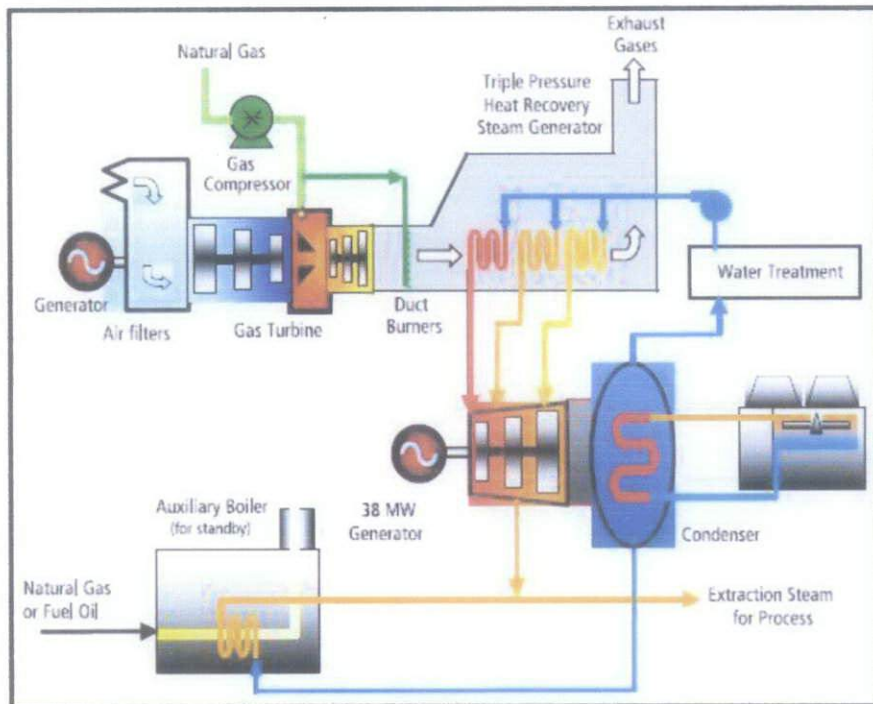 Exhaust
Gases
Natural Gas
Triple Pressure
Heat Recovery
Steam Generator
Gas
Compressor
Water Treatment
Generator
Air filters
Gas Turbine
Duct
Burners
Auxiliary Boiler
(for standby)
38 MW
Generator
Condenser
Natural Gas
or Fuel Oil
Extraction Steam
for Process